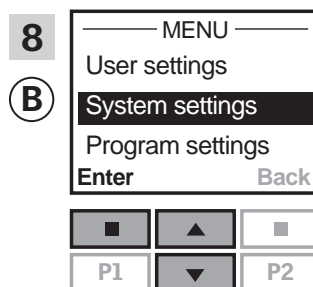 8
MENU
User settings
B
System settings
Program settings
Enter Back
P1 P2